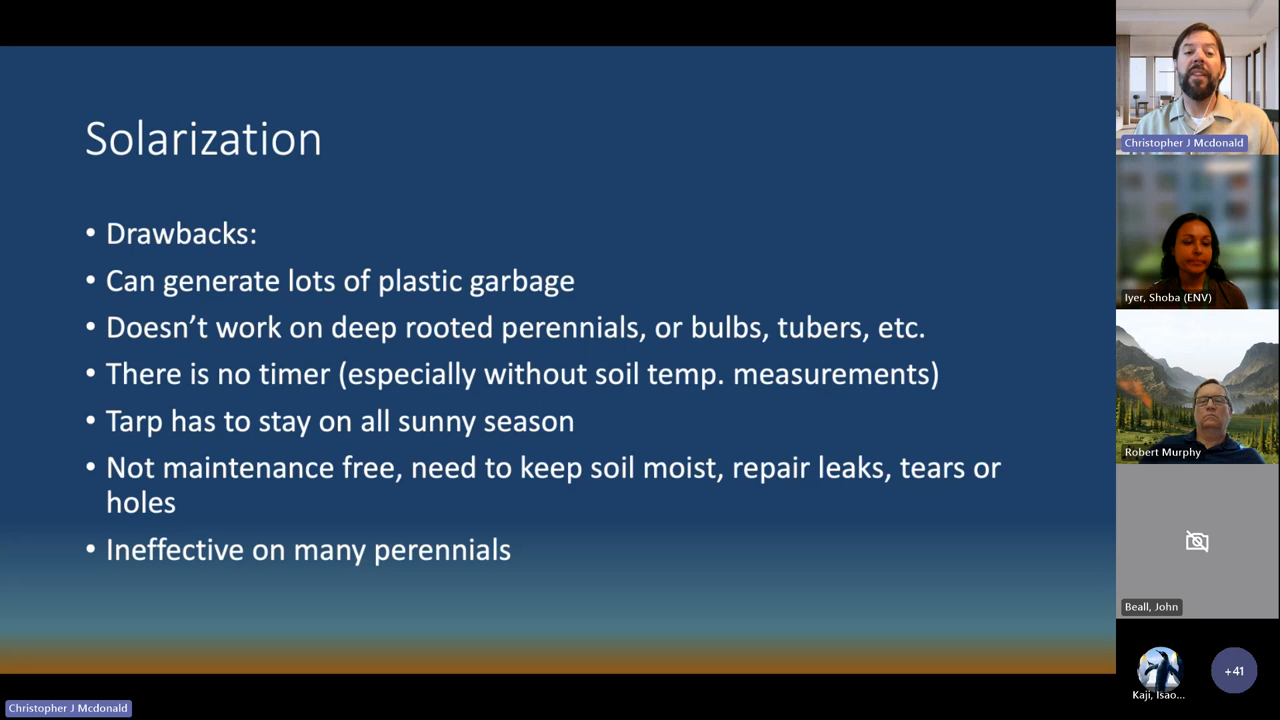 Solarization
• Drawbacks:
• Can generate lots of plastic garbage
• Doesn’t work on deep rooted perennials, or bulbs, tubers, etc.
• There is no timer (especially without soil temp. measurements)
• Tarp has to stay on all sunny season
• Not maintenance free, need to keep soil moist, repair leaks, tears or
holes
• Ineffective on many perennials
Christopher J Mcdonald
Iyer, Shoba (ENV)
Robert Murphy
Beall, John
Kaji, Isao...
+41
Christopher J Mcdonald